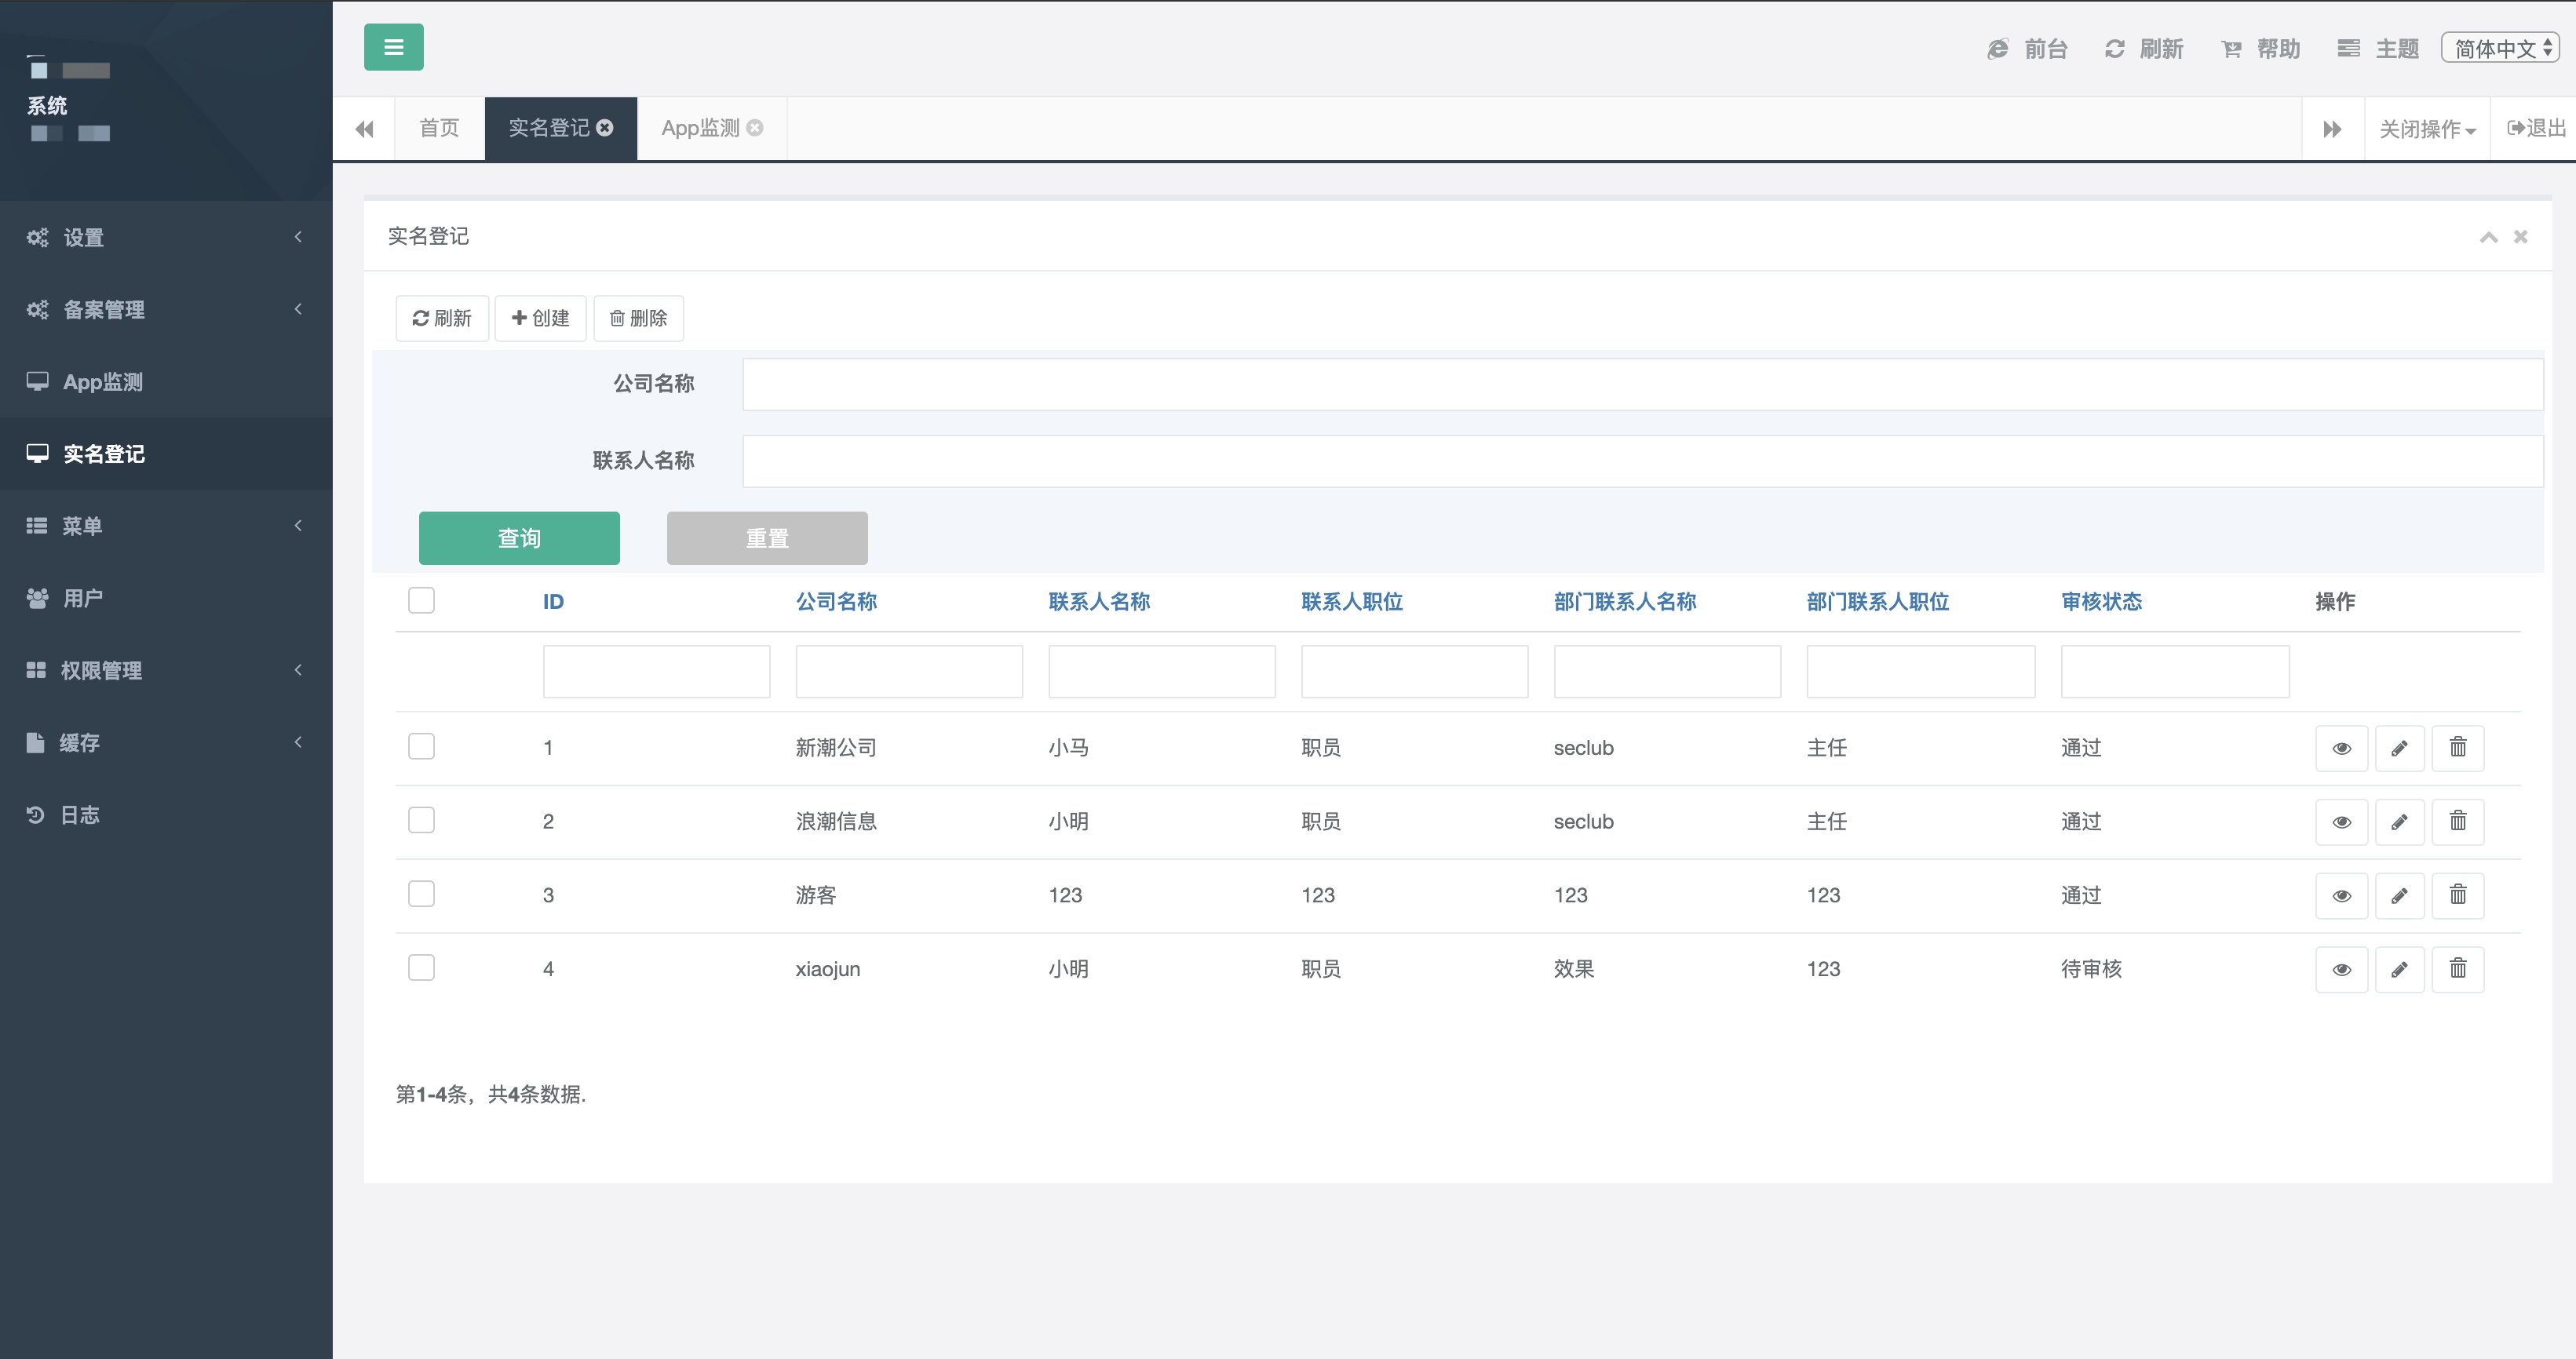 系统
设置
备案管理
App监测
实名登记
菜单
用户
权限管理
缓存
日志
前台 刷新 帮助 主题 简体中文
首页 实名登记 App监测 关闭操作 退出
实名登记
刷新 创建 删除
公司名称
联系人名称
查询 重置
ID 公司名称 联系人名称 联系人职位 部门联系人名称 部门联系人职位 审核状态 操作
1 新潮公司 小马 职员 seclub 主任 通过
2 浪潮信息 小明 职员 seclub 主任 通过
3 游客 123 123 123 123 通过
4 xiaojun 小明 职员 效果 123 待审核
第1-4条，共4条数据.